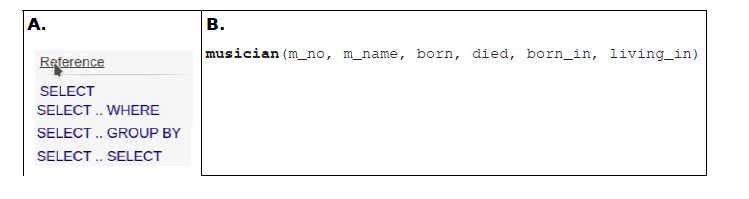 A.
Reference
SELECT
SELECT .. WHERE
SELECT .. GROUP BY
SELECT .. SELECT
B.
musician(m_no, m_name, born, died, born_in, living_in)